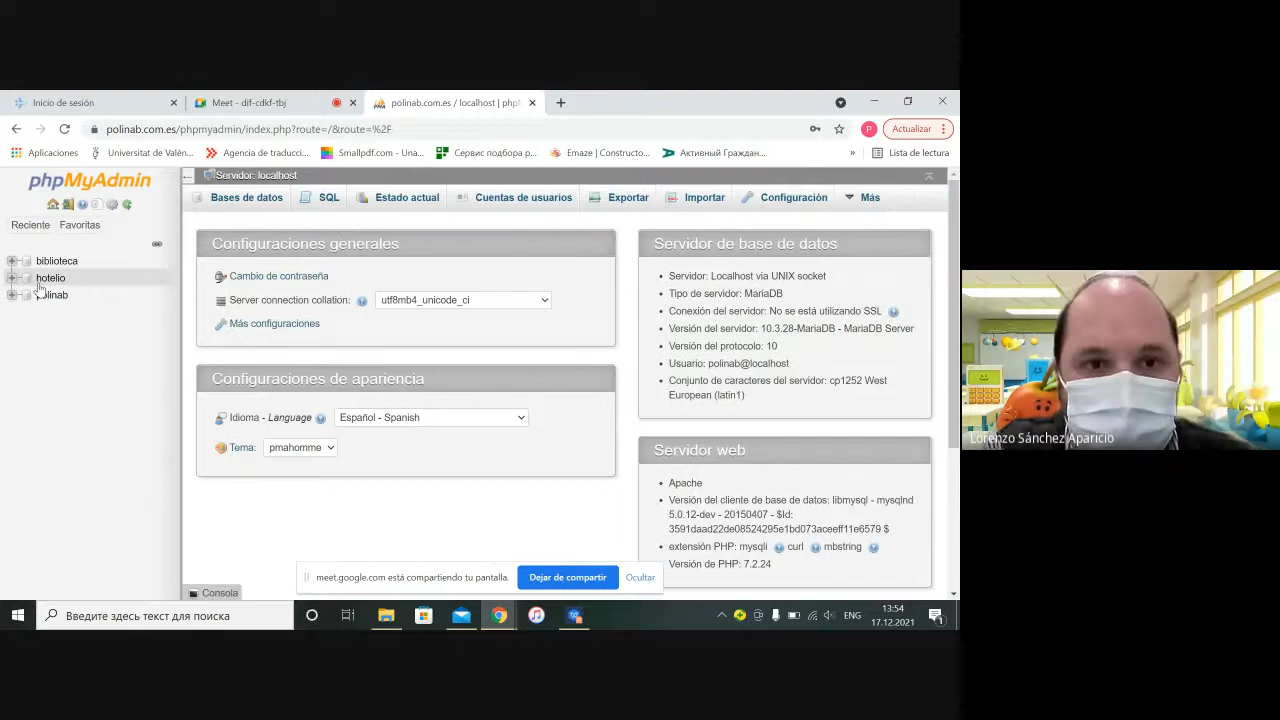 Inicio de sesión
Meet - dif-cdkf-tbj
polinab.com.es / localhost | phpM
polinab.com.es/phpmyadmin/index.php?route=/&route=%2F
P
Actualizar
Aplicaciones
Universitat de Valèn...
Agencia de traducci...
Smallpdf.com - Una...
Сервис подбора р...
Emaze | Constructo...
Активный Граждан...
»
Lista de lectura
phpMyAdmin
Reciente
Favoritas
biblioteca
hotelio
polinab
Servidor: localhost
Bases de datos
SQL
Estado actual
Cuentas de usuarios
Exportar
Importar
Configuración
Más
Configuraciones generales
Cambio de contraseña
Server connection collation:
utf8mb4_unicode_ci
Más configuraciones
Configuraciones de apariencia
Idioma - Language
Español - Spanish
Tema:
pmahomme
Servidor de base de datos
Servidor: Localhost via UNIX socket
Tipo de servidor: MariaDB
Conexión del servidor: No se está utilizando SSL
Versión del servidor: 10.3.28-MariaDB - MariaDB Server
Versión del protocolo: 10
Usuario: polinab@localhost
Conjunto de caracteres del servidor: cp1252 West
European (latin1)
Servidor web
Apache
Versión del cliente de base de datos: libmysql - mysqlnd
5.0.12-dev - 20150407 - $Id:
3591daad22de08524295e1bd073aceeff11e6579 $
extensión PHP: mysqli curl mbstring
Versión de PHP: 7.2.24
Consola
meet.google.com está compartiendo tu pantalla.
Dejar de compartir
Ocultar
Введите здесь текст для поиска
ENG
13:54
17.12.2021
1
Lorenzo Sánchez Aparicio